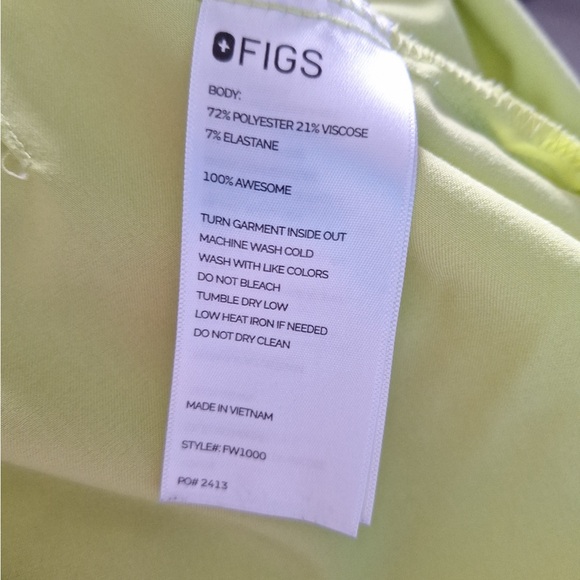 FIGS
BODY:
72% POLYESTER 21% VISCOSE
7% ELASTANE
100% AWESOME
TURN GARMENT INSIDE OUT
MACHINE WASH COLD
WASH WITH LIKE COLORS
DO NOT BLEACH
TUMBLE DRY LOW
LOW HEAT IRON IF NEEDED
DO NOT DRY CLEAN
MADE IN VIETNAM
STYLE#: FW1000
PO# 2413